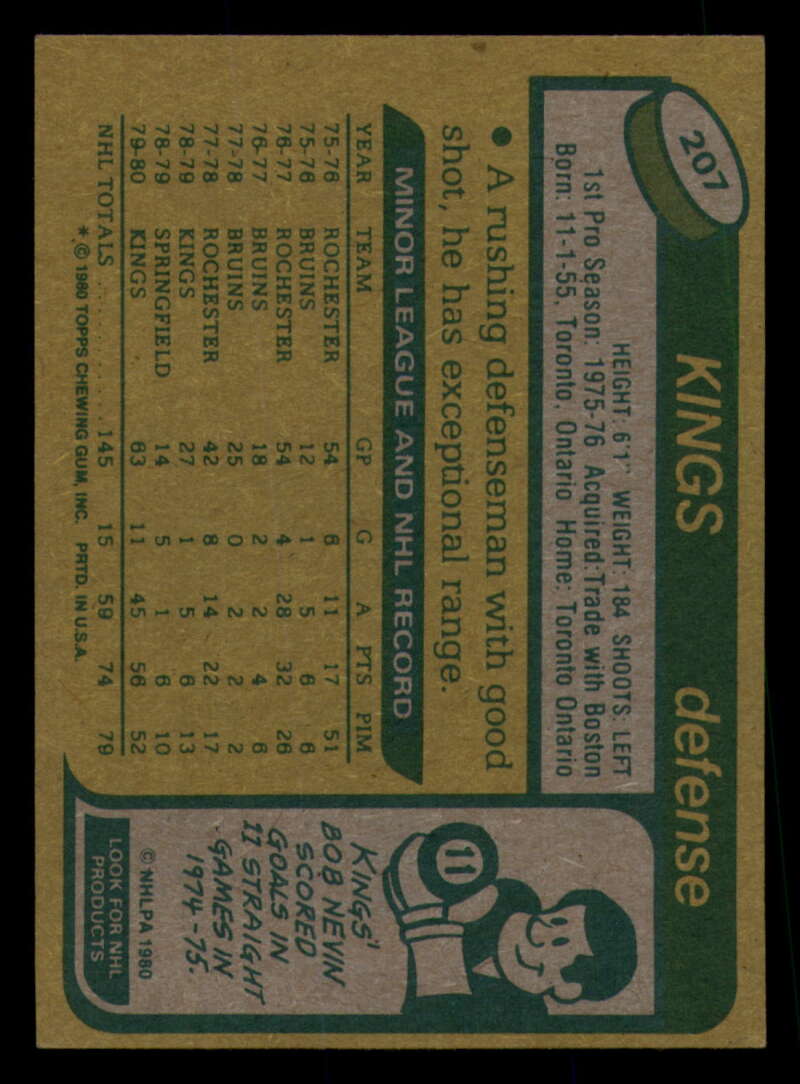 207
KINGS defense
HEIGHT: 6'1" WEIGHT: 184 SHOOTS: LEFT
1st Pro Season: 1975-76 Acquired: Trade with Boston
Born: 11-1-55, Toronto, Ontario Home: Toronto Ontario
● A rushing defenseman with good
shot, he has exceptional range.
MINOR LEAGUE AND NHL RECORD
YEAR TEAM GP G A PTS PIM
75-76 ROCHESTER 54 6 11 17 51
75-76 BRUINS 12 1 5 6 6
76-77 ROCHESTER 54 4 28 32 26
76-77 BRUINS 18 2 2 4 6
77-78 BRUINS 25 0 2 2 2
77-78 ROCHESTER 42 8 14 22 17
78-79 KINGS 27 1 5 6 13
78-79 SPRINGFIELD 14 5 1 6 10
79-80 KINGS 63 11 45 56 52
NHL TOTALS 145 15 59 74 79
* © 1980 TOPPS CHEWING GUM, INC. PRTD. IN U.S.A.
11
KINGS'
BOB NEVIN
SCORED
GOALS IN
11 STRAIGHT
GAMES IN
1974-75.
© NHLPA 1980
LOOK FOR NHL
PRODUCTS